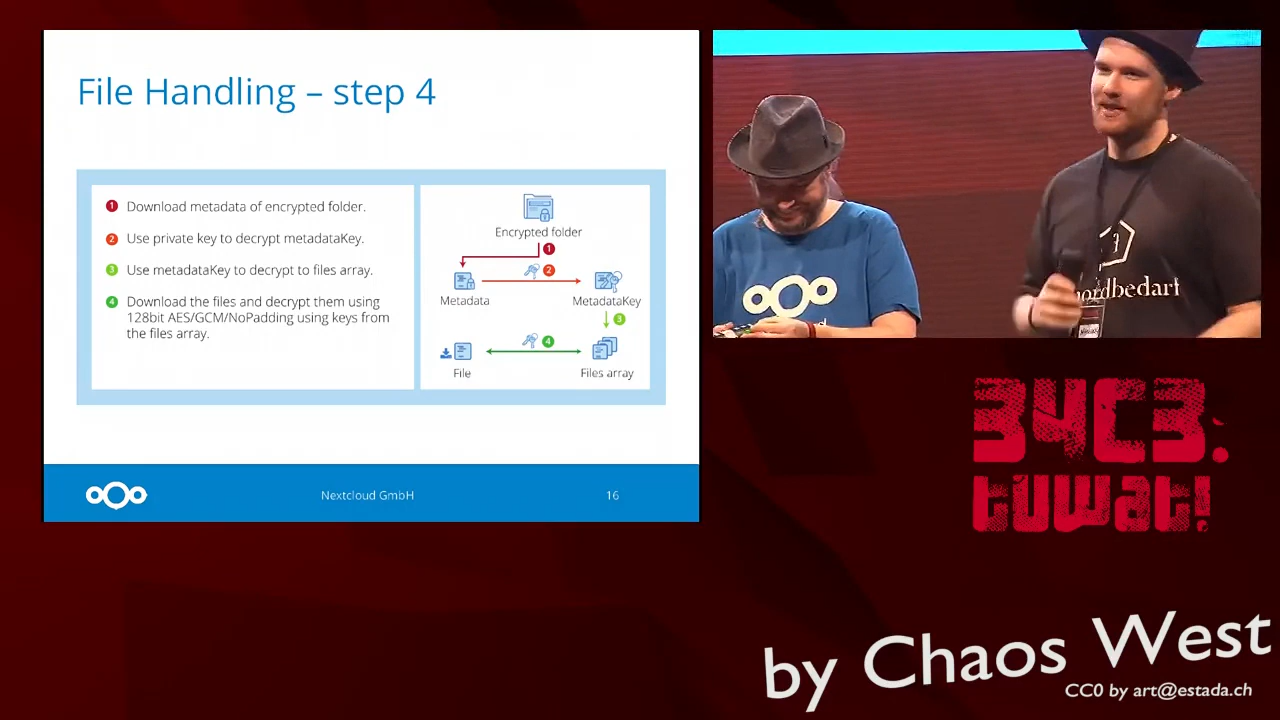 File Handling – step 4
1 Download metadata of encrypted folder.
2 Use private key to decrypt metadataKey.
3 Use metadataKey to decrypt to files array.
4 Download the files and decrypt them using
128bit AES/GCM/NoPadding using keys from
the files array.
Encrypted folder
1
2
Metadata
MetadataKey
3
4
File
Files array
Nextcloud GmbH
16
3
nordbedarf
34C3:
tuwat!
by Chaos West
CC0 by art@estada.ch